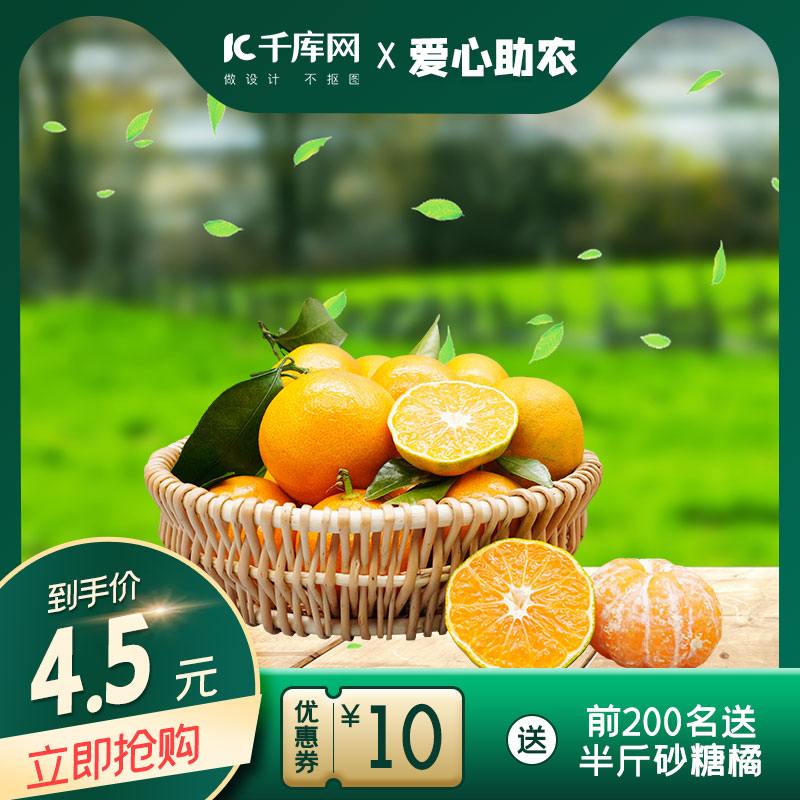 千库网 X 爱心助农
做设计 不抠图
到手价
4.5元
立即抢购
优惠券
¥10
送
前200名送
半斤砂糖橘